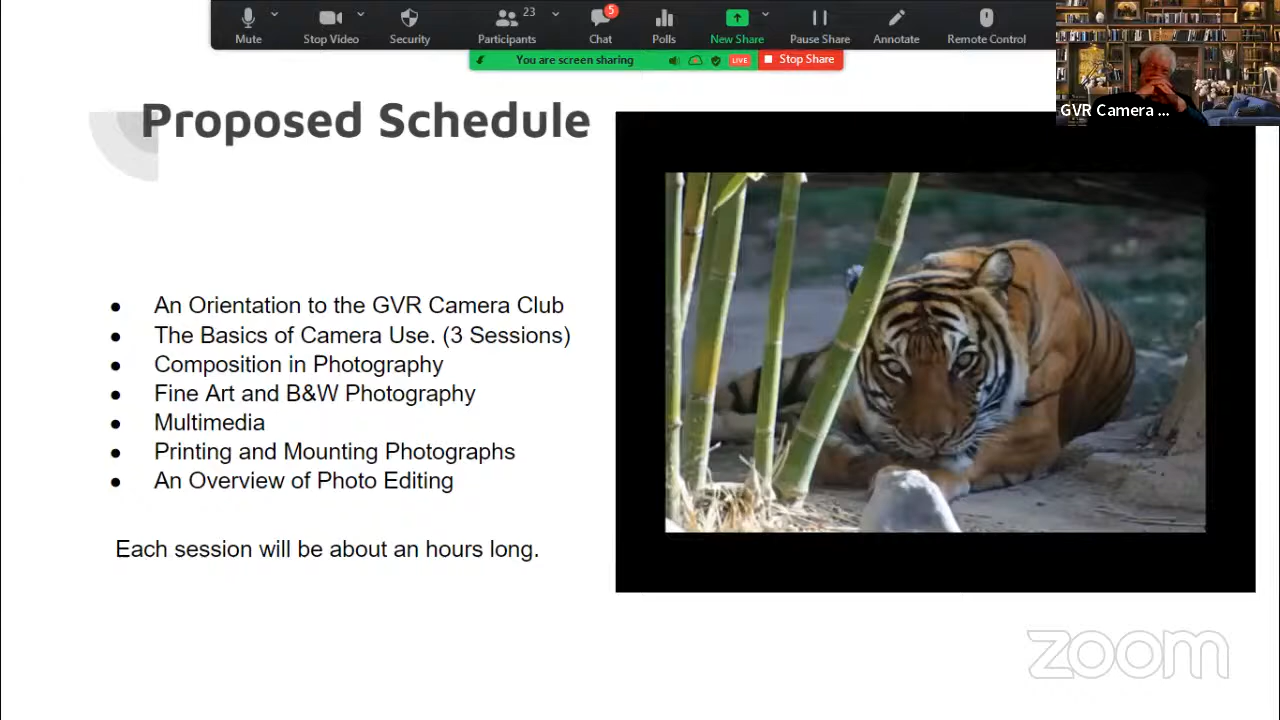 23
5
Mute
Stop Video
Security
Participants
Chat
Polls
New Share
Pause Share
Annotate
Remote Control
You are screen sharing
LIVE
Stop Share
GVR Camera ...
Proposed Schedule
● An Orientation to the GVR Camera Club
● The Basics of Camera Use. (3 Sessions)
● Composition in Photography
● Fine Art and B&W Photography
● Multimedia
● Printing and Mounting Photographs
● An Overview of Photo Editing
Each session will be about an hours long.
zoom